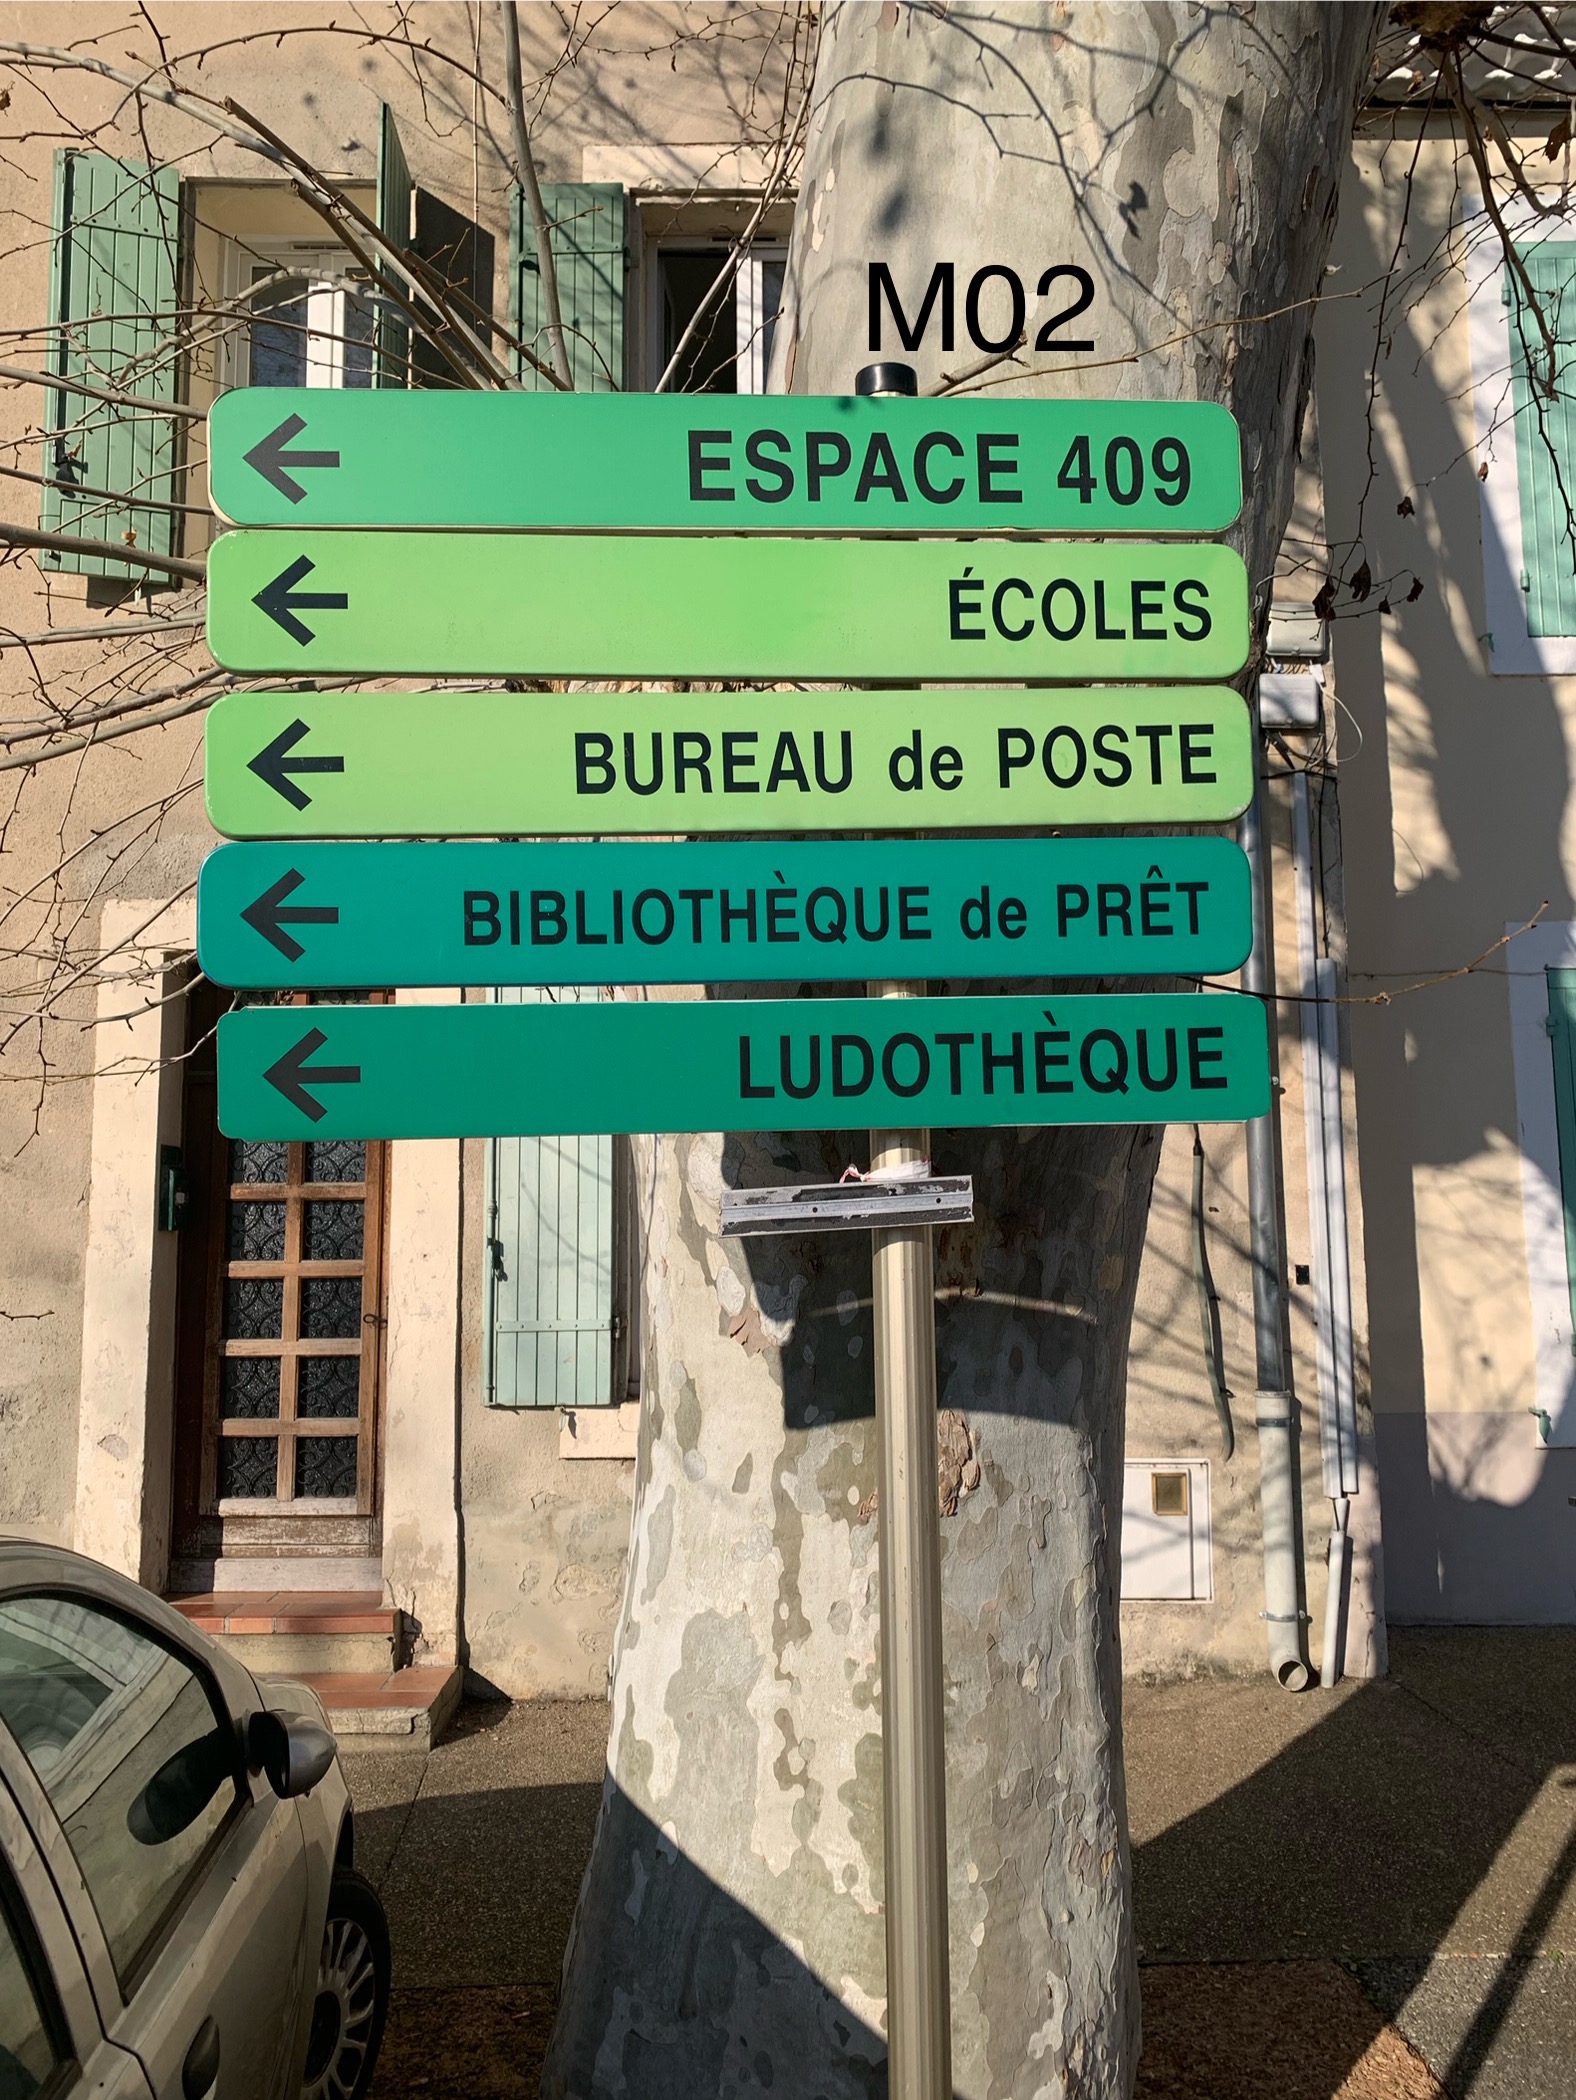 M02
ESPACE 409
ÉCOLES
BUREAU de POSTE
BIBLIOTHÈQUE de PRÊT
LUDOTHÈQUE